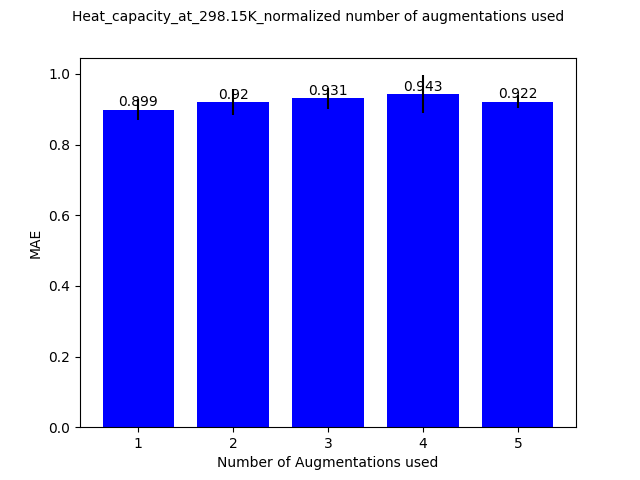 Heat_capacity_at_298.15K_normalized number of augmentations used
1.0
0.8
0.6
0.4
0.2
0.0
MAE
0.899
0.92
0.931
0.943
0.922
1 2 3 4 5
Number of Augmentations used